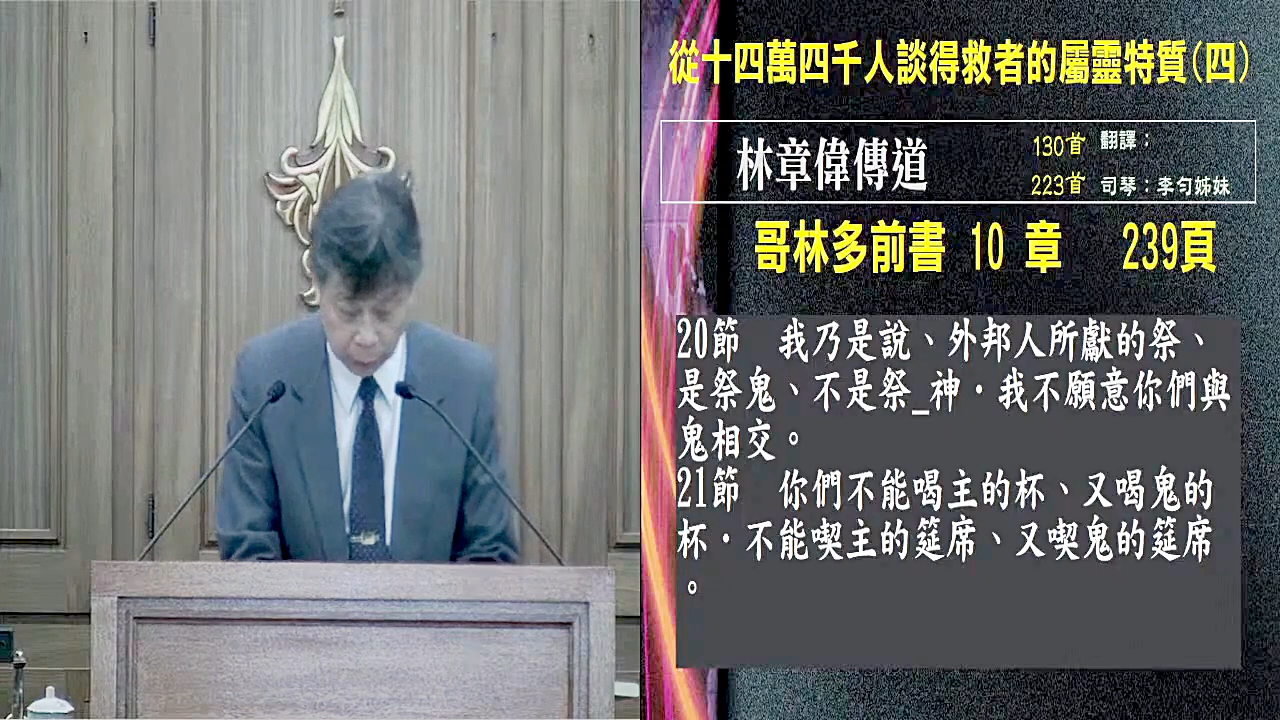 從十四萬四千人談得救者的屬靈特質(四)
林章偉傳道
130首 翻譯：
223首 司琴：李勻姊妹
哥林多前書 10 章 239頁
20節 我乃是說、外邦人所獻的祭、
是祭鬼、不是祭_神．我不願意你們與
鬼相交。
21節 你們不能喝主的杯、又喝鬼的
杯．不能喫主的筵席、又喫鬼的筵席
。